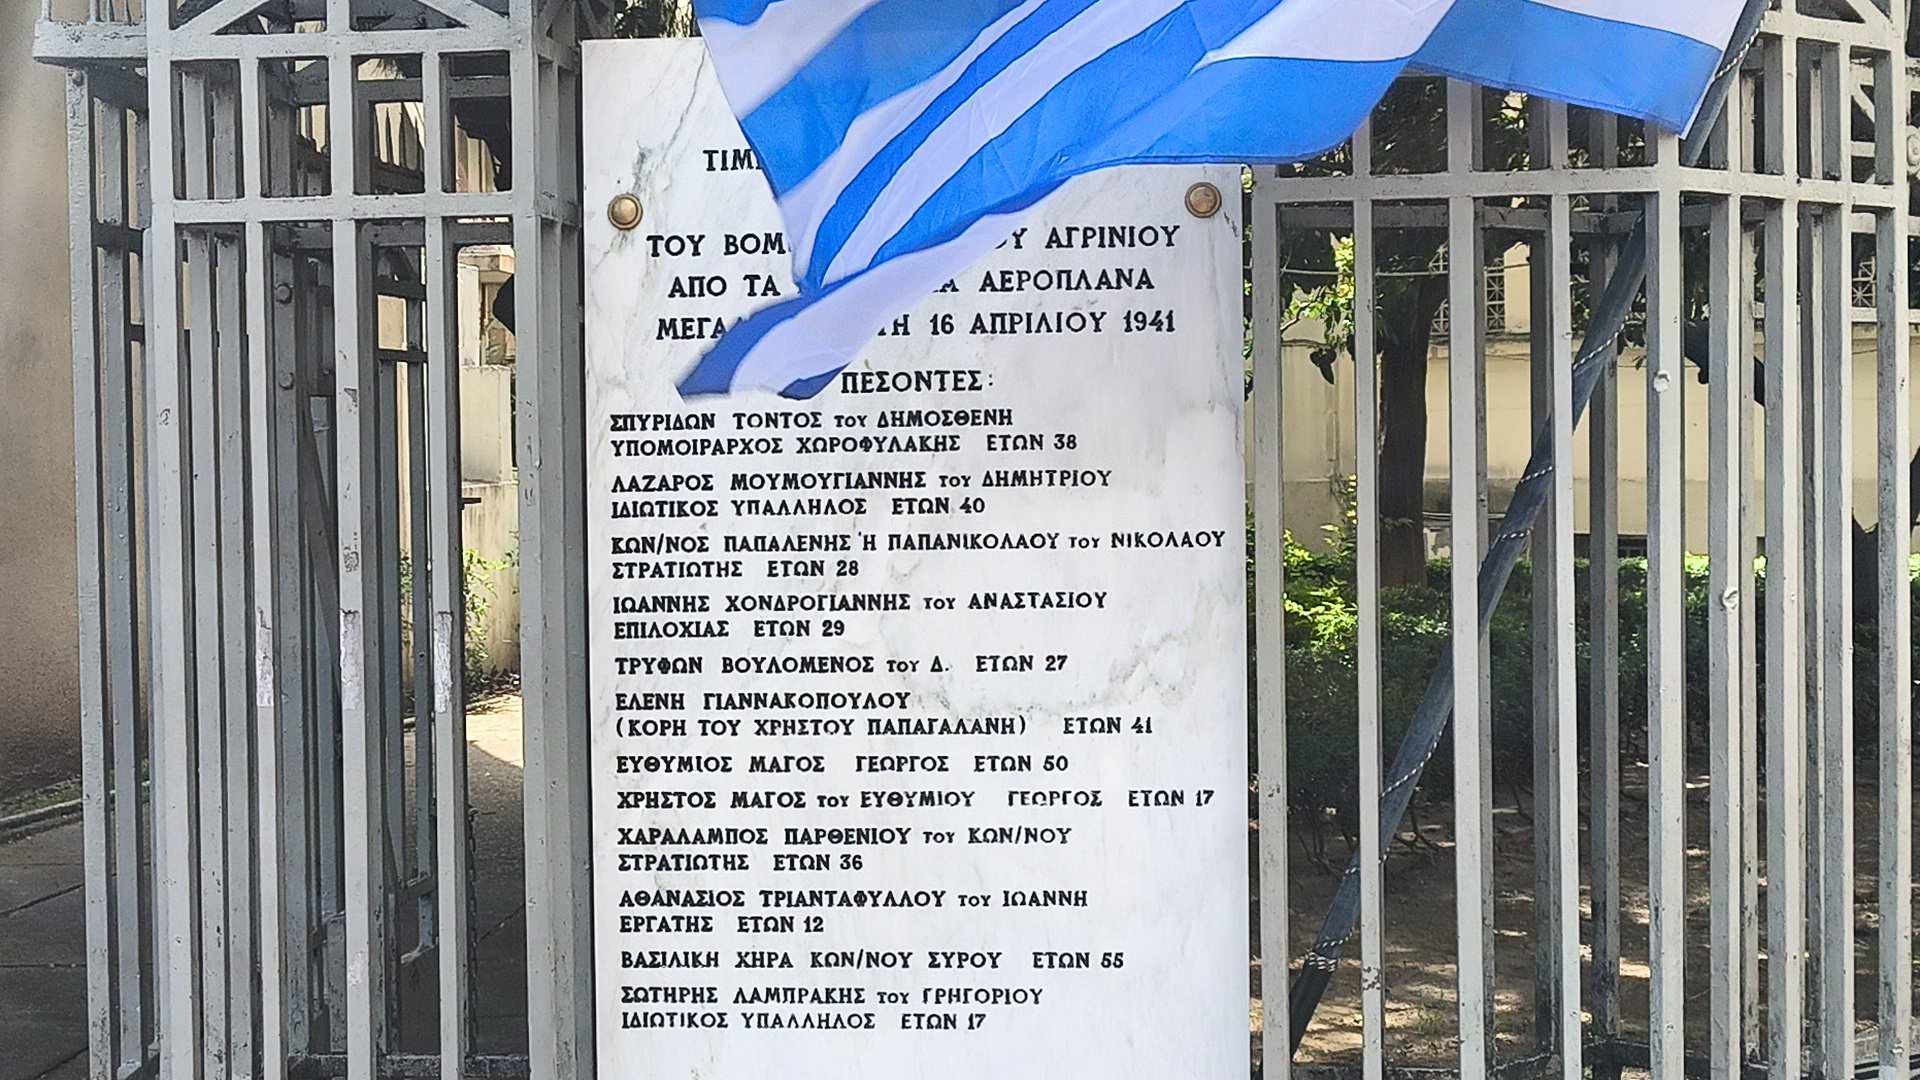 ΤΟΥ ΑΓΡΙΝΙΟΥ
ΑΠΟ ΤΑ ΑΕΡΟΠΛΑΝΑ
16 ΑΠΡΙΛΙΟΥ 1941
ΠΕΣΟΝΤΕΣ:
ΣΠΥΡΙΔΩΝ ΤΟΝΤΟΣ του ΔΗΜΟΣΘΕΝΗ
ΥΠΟΜΟΙΡΑΡΧΟΣ ΧΩΡΟΦΥΛΑΚΗΣ ΕΤΩΝ 38
ΛΑΖΑΡΟΣ ΜΟΥΜΟΥΓΙΑΝΝΗΣ του ΔΗΜΗΤΡΙΟΥ
ΙΔΙΩΤΙΚΟΣ ΥΠΑΛΛΗΛΟΣ ΕΤΩΝ 40
ΚΩΝ/ΝΟΣ ΠΑΠΑΛΕΝΗΣ Ή ΠΑΠΑΝΙΚΟΛΑΟΥ του ΝΙΚΟΛΑΟΥ
ΣΤΡΑΤΙΩΤΗΣ ΕΤΩΝ 28
ΙΩΑΝΝΗΣ ΧΟΝΔΡΟΓΙΑΝΝΗΣ του ΑΝΑΣΤΑΣΙΟΥ
ΕΠΙΛΟΧΙΑΣ ΕΤΩΝ 29
ΤΡΥΦΩΝ ΒΟΥΛΟΜΕΝΟΣ του Δ. ΕΤΩΝ 27
ΕΛΕΝΗ ΓΙΑΝΝΑΚΟΠΟΥΛΟΥ
(ΚΟΡΗ ΤΟΥ ΧΡΗΣΤΟΥ ΠΑΠΑΓΑΛΑΝΗ) ΕΤΩΝ 41
ΕΥΘΥΜΙΟΣ ΜΑΓΟΣ ΓΕΩΡΓΟΣ ΕΤΩΝ 50
ΧΡΗΣΤΟΣ ΜΑΓΟΣ του ΕΥΘΥΜΙΟΥ ΓΕΩΡΓΟΣ ΕΤΩΝ 17
ΧΑΡΑΛΑΜΠΟΣ ΠΑΡΘΕΝΙΟΥ του ΚΩΝ/ΝΟΥ
ΣΤΡΑΤΙΩΤΗΣ ΕΤΩΝ 36
ΑΘΑΝΑΣΙΟΣ ΤΡΙΑΝΤΑΦΥΛΛΟΥ του ΙΩΑΝΝΗ
ΕΡΓΑΤΗΣ ΕΤΩΝ 12
ΒΑΣΙΛΙΚΗ ΧΗΡΑ ΚΩΝ/ΝΟΥ ΣΥΡΟΥ ΕΤΩΝ 55
ΣΩΤΗΡΗΣ ΛΑΜΠΡΑΚΗΣ του ΓΡΗΓΟΡΙΟΥ
ΙΔΙΩΤΙΚΟΣ ΥΠΑΛΛΗΛΟΣ ΕΤΩΝ 17